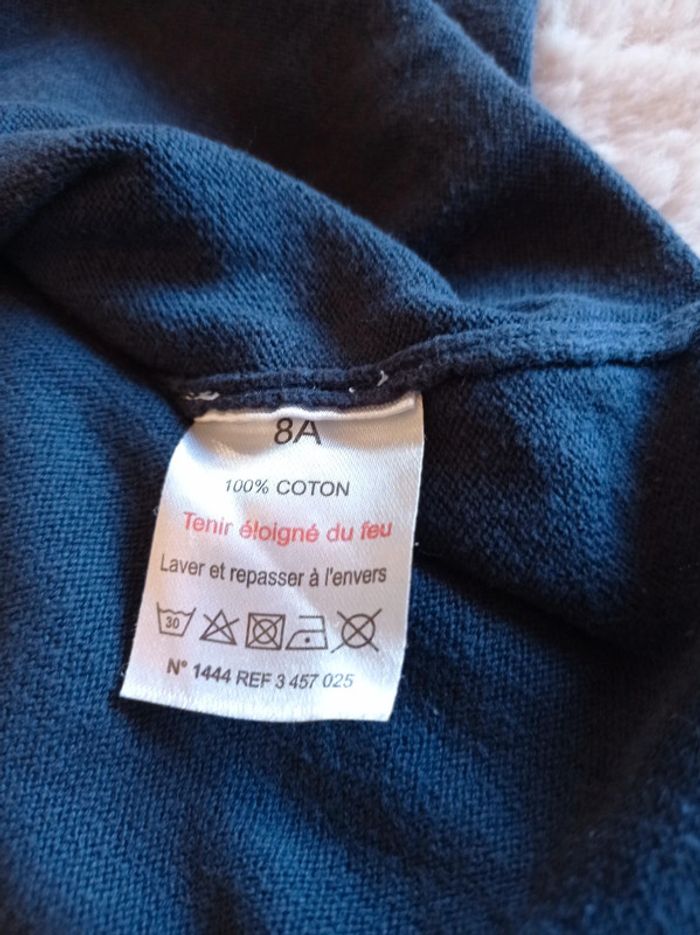 8A
100% COTON
Tenir éloigné du feu
Laver et repasser à l'envers
30
N° 1444 REF 3 457 025